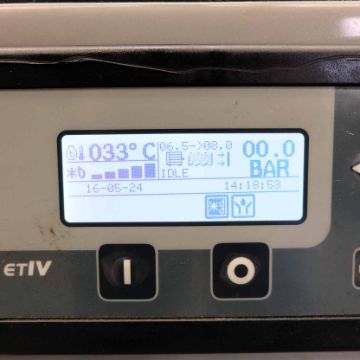 033°C 06.5->08.0 00.0
IDLE BAR
16-05-24 14:18:53
ETIV